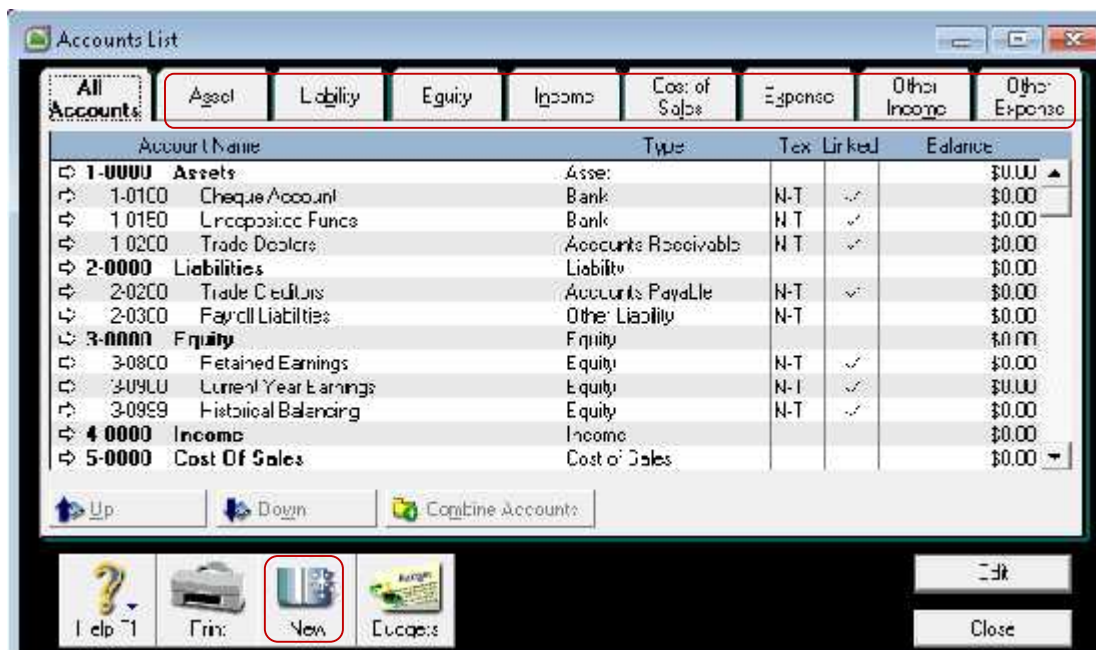 Accounts List
All Accounts Asset Liability Equity Income Cost of Sales Expense Other Income Other Expense
Account Name Type Tax Linked Balance
1-0000 Assets Asset $0.00
1-0100 Cheque Account Bank N-T $0.00
1-0150 Undeposited Funds Bank N-T $0.00
1-0200 Trade Debtors Accounts Receivable N-T $0.00
2-0000 Liabilities Liability $0.00
2-0200 Trade Creditors Accounts Payable N-T $0.00
2-0300 Payroll Liabilities Other Liability N-T $0.00
3-0000 Equity Equity $0.00
3-0800 Retained Earnings Equity N-T $0.00
3-0900 Current Year Earnings Equity N-T $0.00
3-0999 Historical Balancing Equity N-T $0.00
4-0000 Income Income $0.00
5-0000 Cost Of Sales Cost of Sales $0.00
Up Down Combine Accounts
Help F1 Print New Budgets
Edit
Close